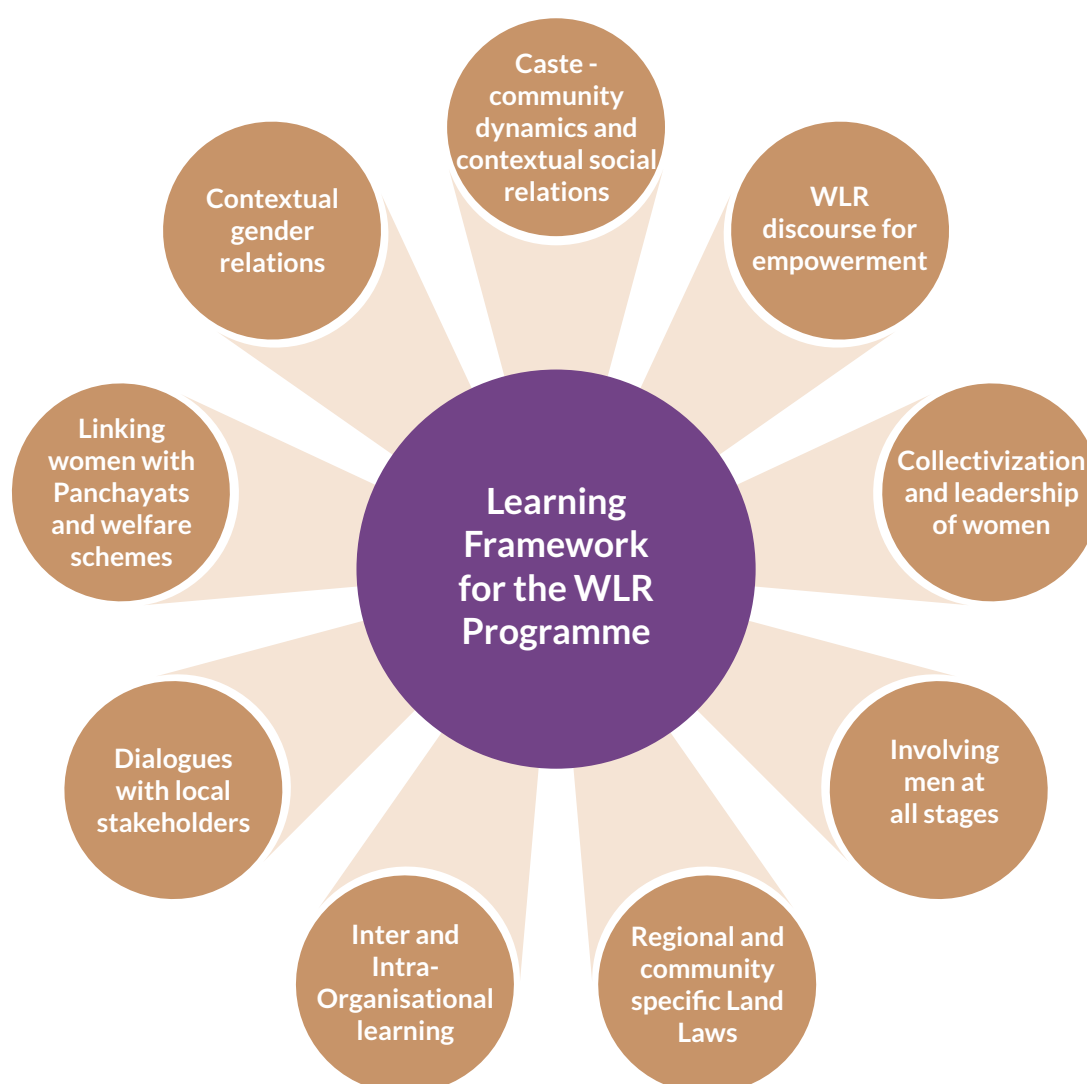 Caste -
community
dynamics and
contextual social
relations
WLR
discourse for
empowerment
Collectivization
and leadership
of women
Involving
men at
all stages
Regional and
community
specific Land
Laws
Inter and
Intra-
Organisational
learning
Dialogues
with local
stakeholders
Linking
women with
Panchayats
and welfare
schemes
Contextual
gender
relations
Learning
Framework
for the WLR
Programme